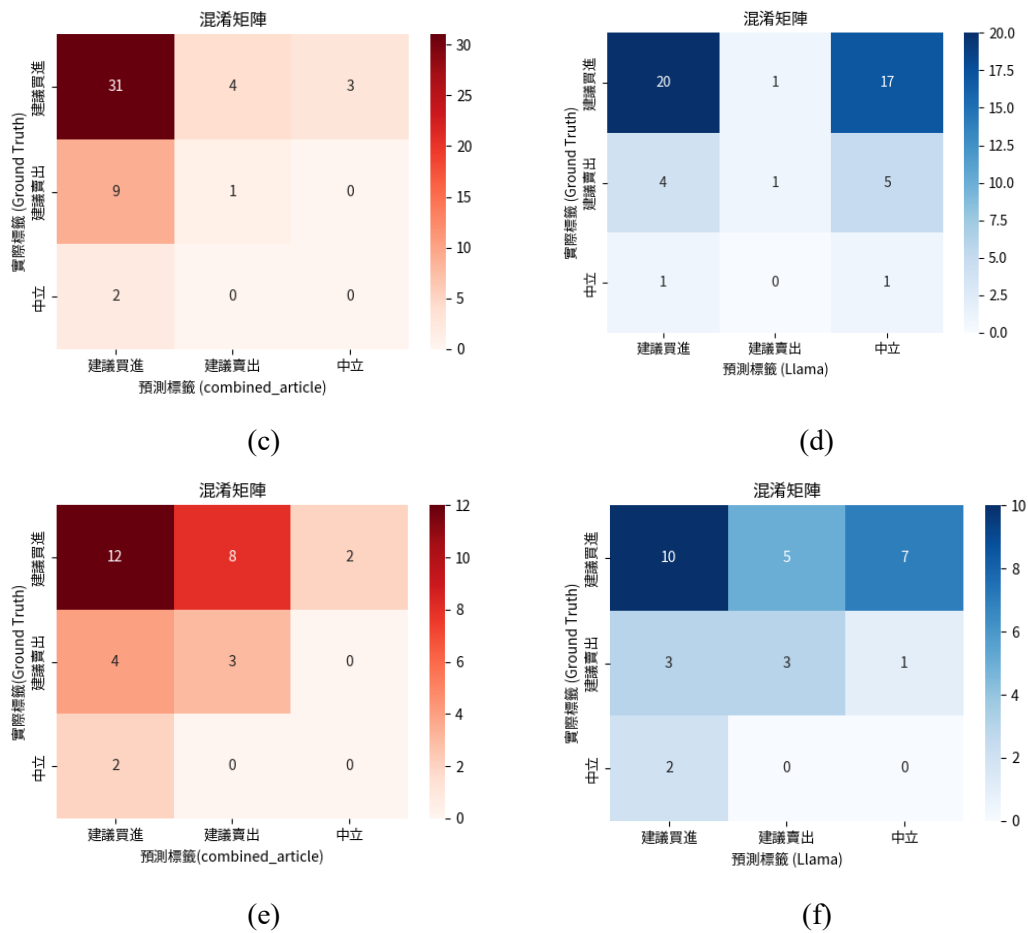 混淆矩陣
建議買進
建議賣出
中立
實際標籤 (Ground Truth)
31 4 3
9 1 0
2 0 0
建議買進 建議賣出 中立
預測標籤 (combined_article)
30
25
20
15
10
5
0
(c)
混淆矩陣
建議買進
建議賣出
中立
實際標籤 (Ground Truth)
20 1 17
4 1 5
1 0 1
建議買進 建議賣出 中立
預測標籤 (Llama)
20.0
17.5
15.0
12.5
10.0
7.5
5.0
2.5
0.0
(d)
混淆矩陣
建議買進
建議賣出
中立
實際標籤(Ground Truth)
12 8 2
4 3 0
2 0 0
建議買進 建議賣出 中立
預測標籤(combined_article)
12
10
8
6
4
2
0
(e)
混淆矩陣
建議買進
建議賣出
中立
實際標籤 (Ground Truth)
10 5 7
3 3 1
2 0 0
建議買進 建議賣出 中立
預測標籤 (Llama)
10
8
6
4
2
0
(f)